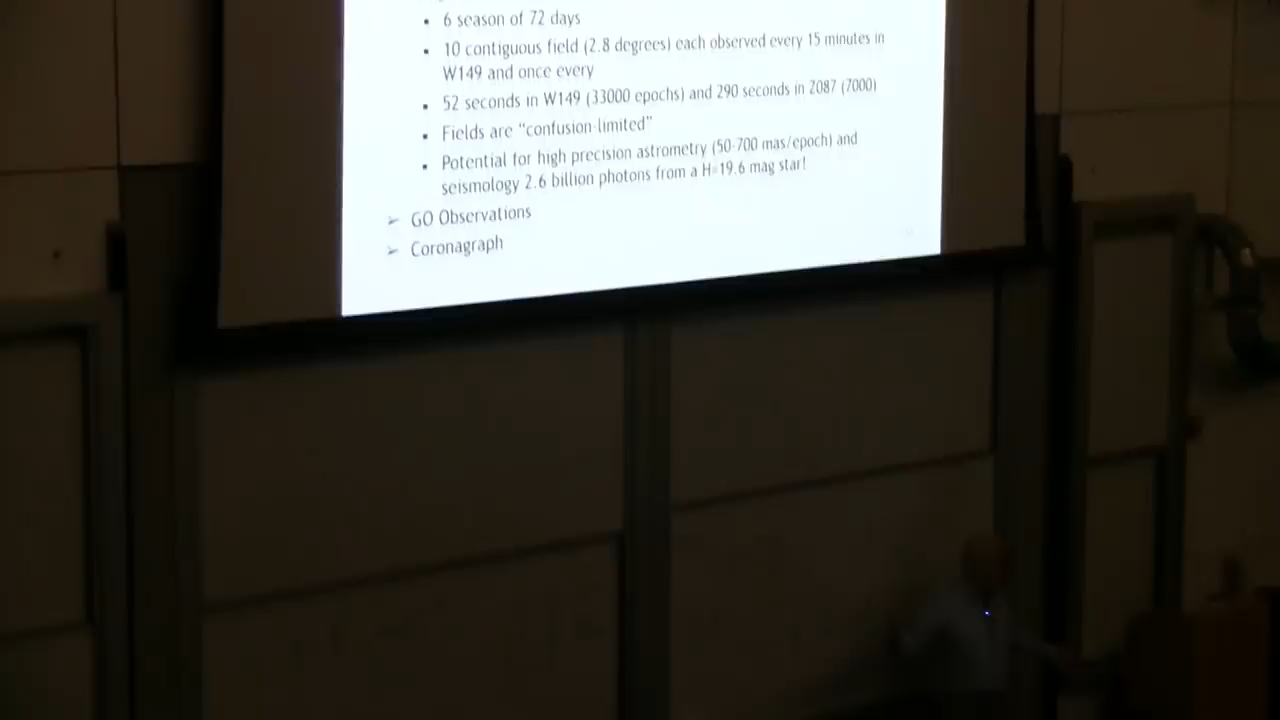 6 season of 72 days
10 contiguous field (2.8 degrees) each observed every 15 minutes in
W149 and once every
52 seconds in W149 (33000 epochs) and 290 seconds in Z087 (7000)
Fields are "confusion-limited"
Potential for high precision astrometry (50-700 mas/epoch) and
seismology 2.6 billion photons from a H=19.6 mag star!
GO Observations
Coronagraph